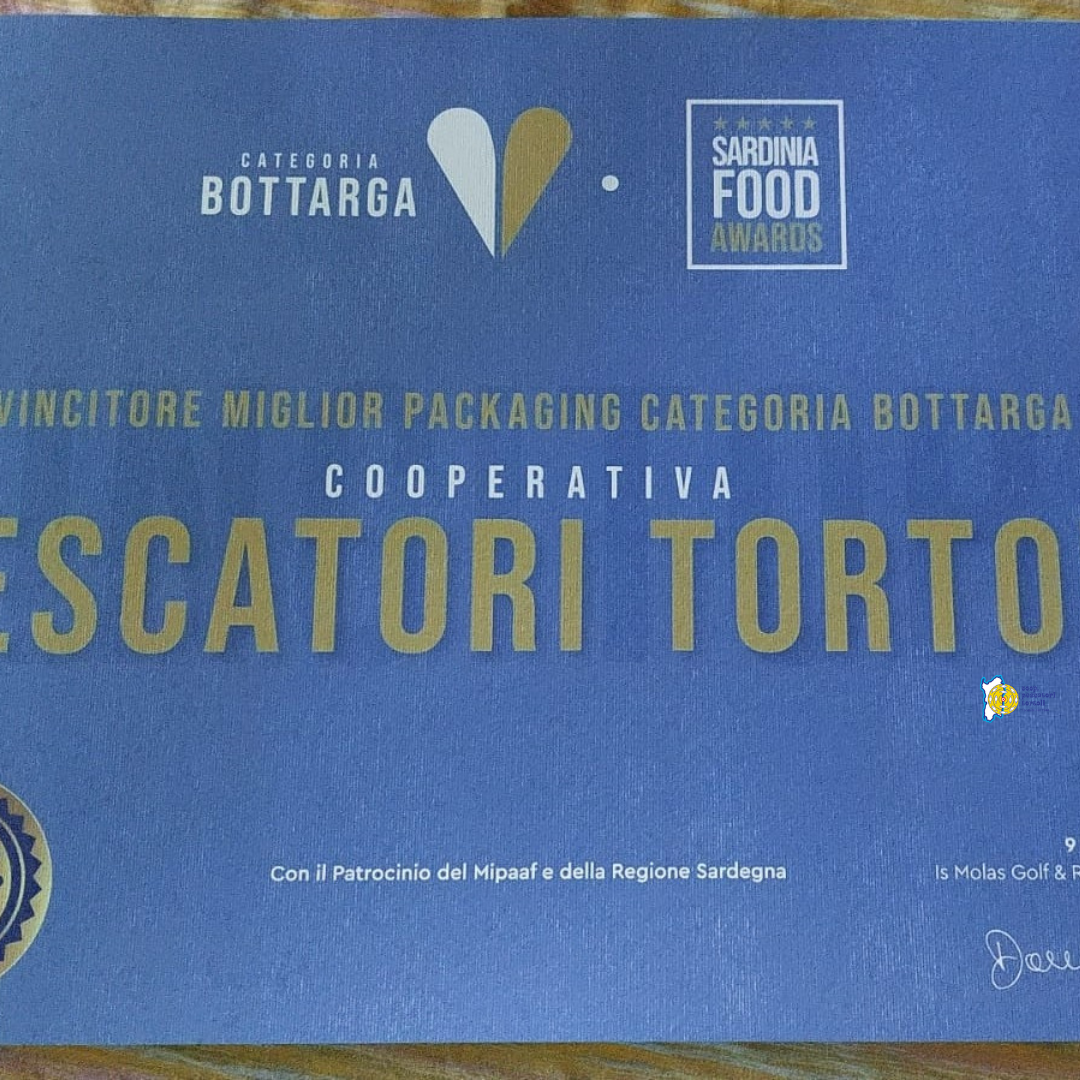 CATEGORIA
BOTTARGA
SARDINIA
FOOD
AWARDS
VINCITORE MIGLIOR PACKAGING CATEGORIA BOTTARGA
COOPERATIVA
ESCATORI TORTO
9
Con il Patrocinio del Mipaaf e della Regione Sardegna
Is Molas Golf & R